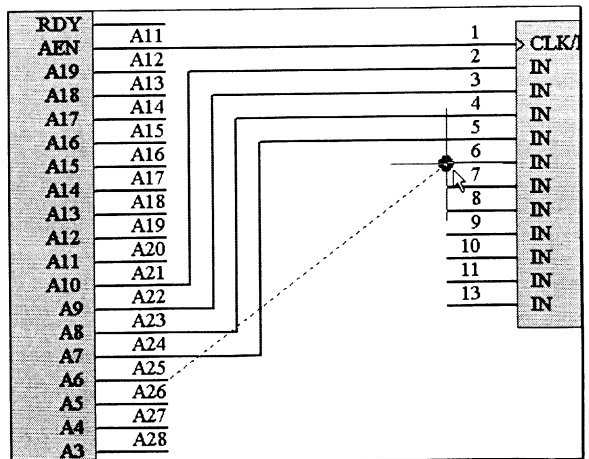 RDY
A11
AEN
A12
A19
A13
A18
A14
A17
A15
A16
A16
A15
A17
A14
A18
A13
A19
A12
A20
A11
A21
A10
A22
A9
A23
A8
A24
A7
A25
A6
A26
A5
A27
A4
A28
A3
1
CLK/I
2
IN
3
IN
4
IN
5
IN
6
IN
7
IN
8
IN
9
IN
10
IN
11
IN
13
IN